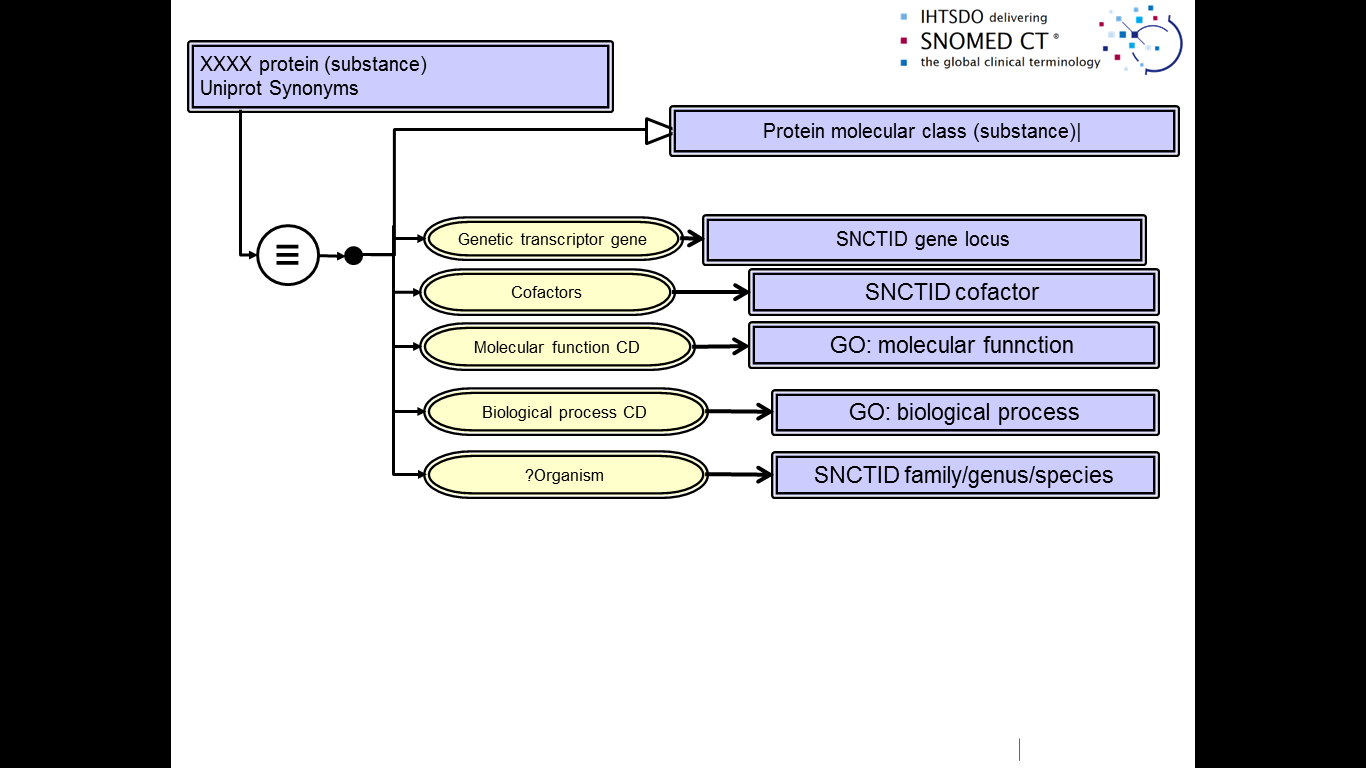 IHTSDO delivering
SNOMED CT ®
the global clinical terminology
XXXX protein (substance)
Uniprot Synonyms
Protein molecular class (substance)|
Genetic transcriptor gene
SNCTID gene locus
Cofactors
SNCTID cofactor
Molecular function CD
GO: molecular funnction
Biological process CD
GO: biological process
?Organism
SNCTID family/genus/species